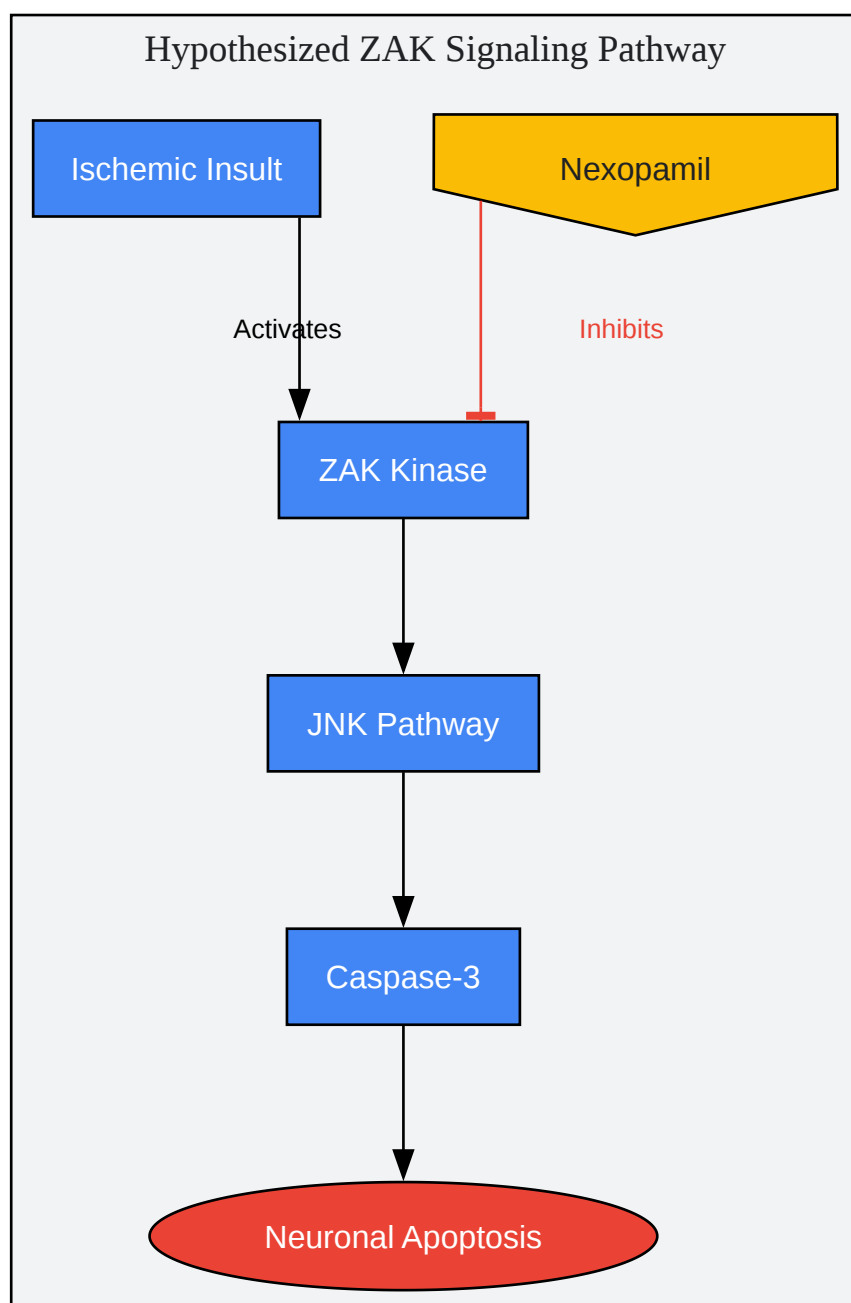 Hypothesized ZAK Signaling Pathway
Ischemic Insult
Nexopamil
Activates
Inhibits
ZAK Kinase
JNK Pathway
Caspase-3
Neuronal Apoptosis